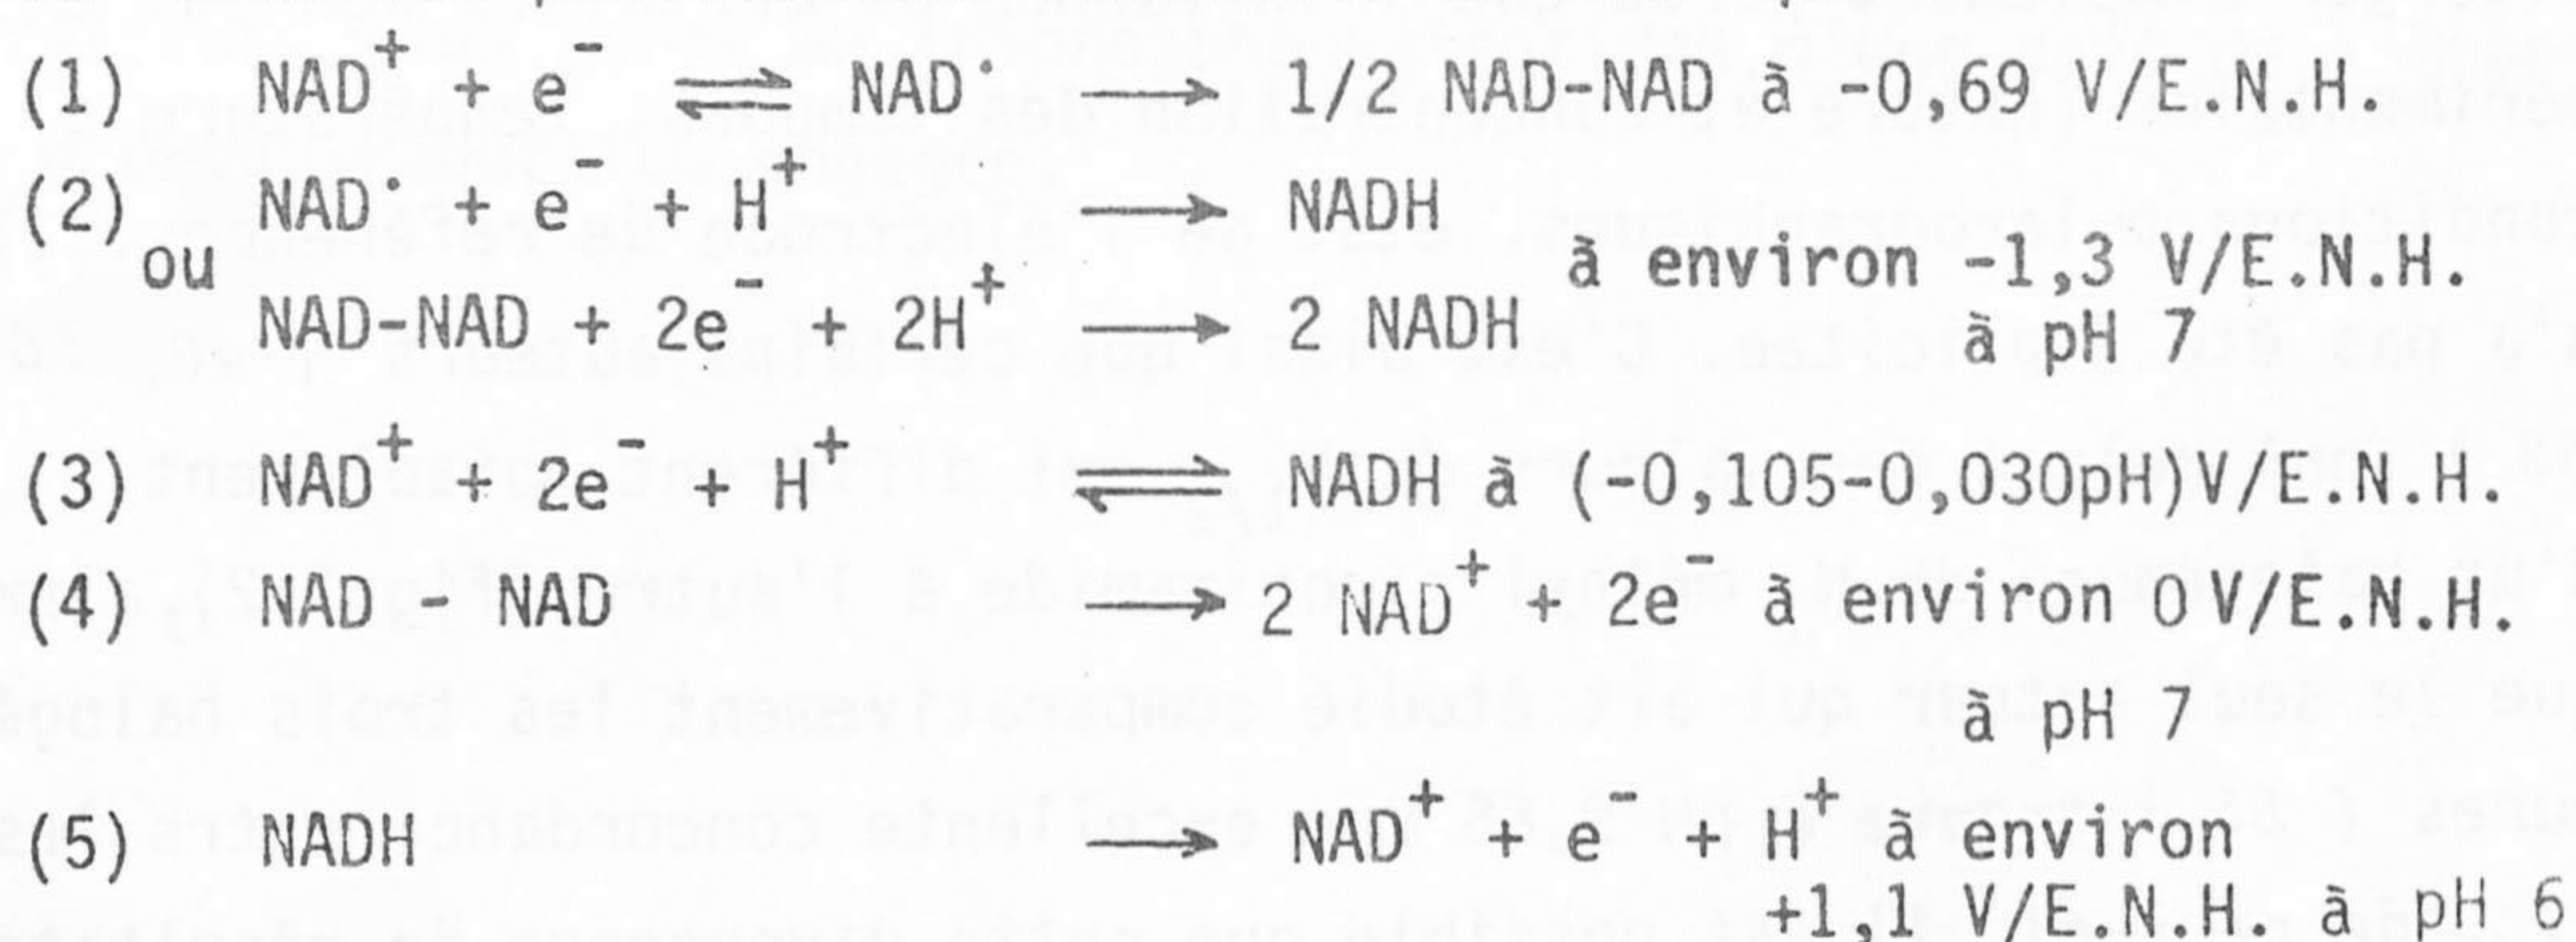 (1) NAD⁺ + e⁻ ⇌ NAD• → 1/2 NAD-NAD à -0,69 V/E.N.H.
(2) NAD• + e⁻ + H⁺ → NADH
ou à environ -1,3 V/E.N.H.
NAD-NAD + 2e⁻ + 2H⁺ → 2 NADH à pH 7
(3) NAD⁺ + 2e⁻ + H⁺ ⇌ NADH à (-0,105-0,030pH)V/E.N.H.
(4) NAD - NAD → 2 NAD⁺ + 2e⁻ à environ 0V/E.N.H.
à pH 7
(5) NADH → NAD⁺ + e⁻ + H⁺ à environ
+1,1 V/E.N.H. à pH 6